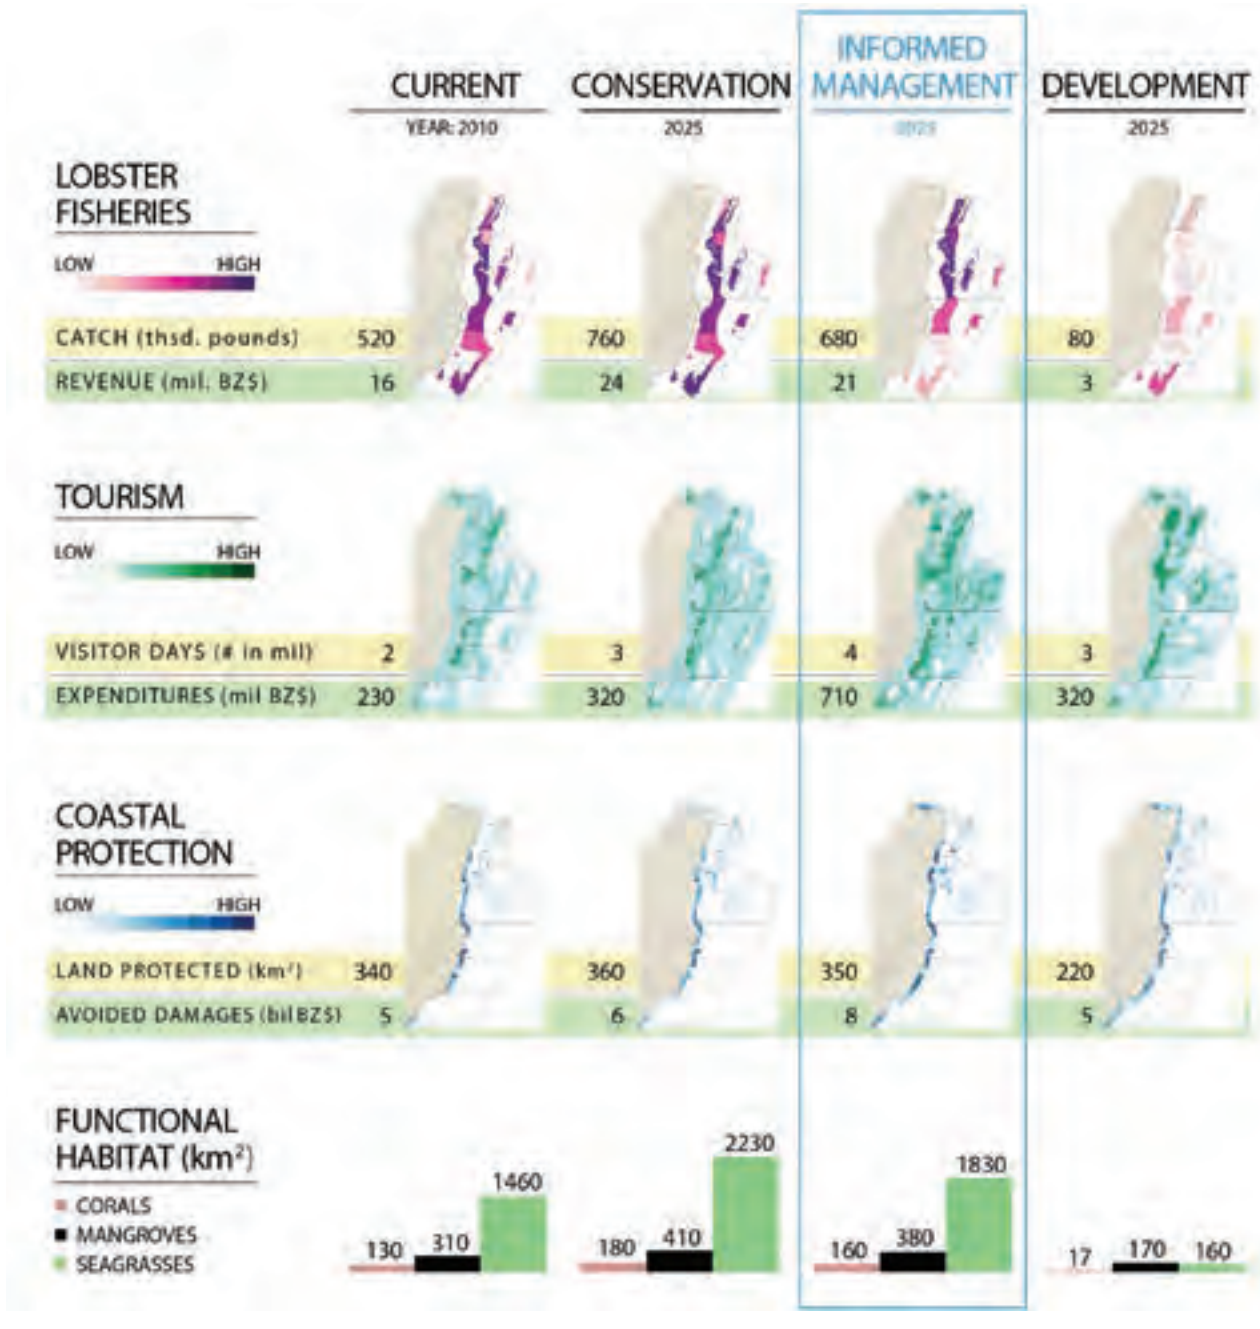 CURRENT
YEAR: 2010
CONSERVATION
2025
INFORMED
MANAGEMENT
2025
DEVELOPMENT
2025
LOBSTER
FISHERIES
LOW HIGH
CATCH (thsd. pounds) 520 760 680 80
REVENUE (mil. BZ$) 16 24 21 3
TOURISM
LOW HIGH
VISITOR DAYS (# in mil) 2 3 4 3
EXPENDITURES (mil BZ$) 230 320 710 320
COASTAL
PROTECTION
LOW HIGH
LAND PROTECTED (km²) 340 360 350 220
AVOIDED DAMAGES (bil BZ$) 5 6 8 5
FUNCTIONAL
HABITAT (km²)
CORALS
MANGROVES
SEAGRASSES
130 310 1460
180 410 2230
160 380 1830
17 170 160